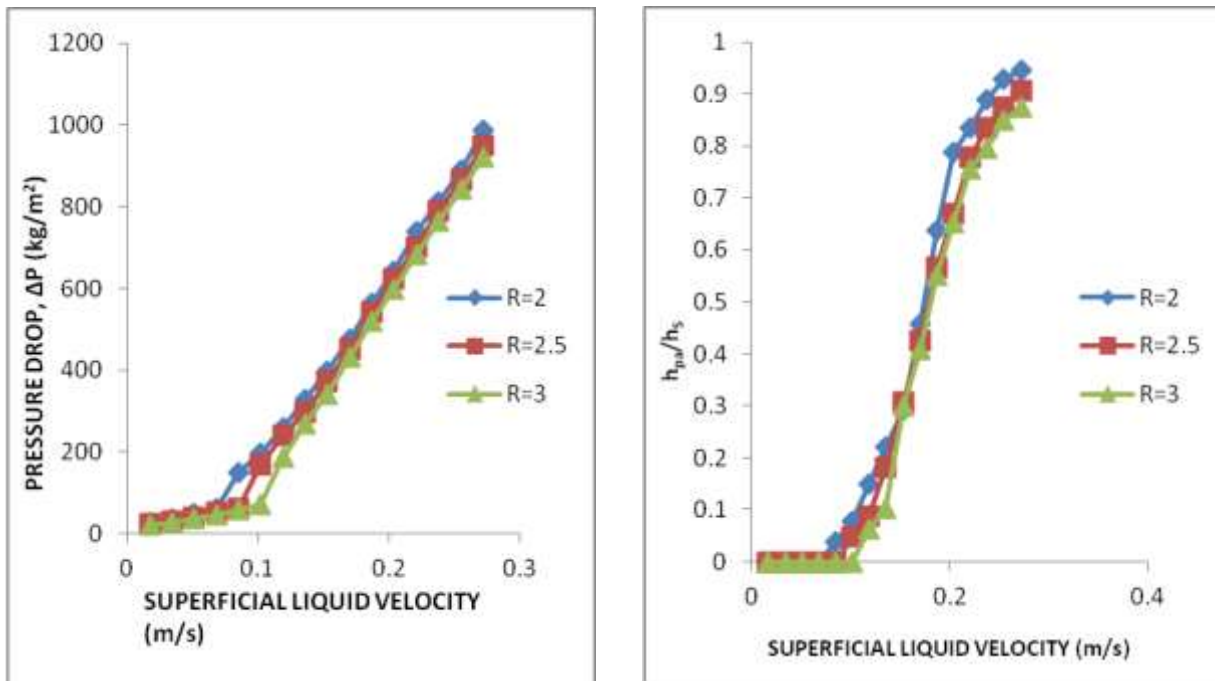 PRESSURE DROP, ΔP (kg/m²)
1200
1000
800
600
400
200
0
0 0.1 0.2 0.3
SUPERFICIAL LIQUID VELOCITY
(m/s)
R=2
R=2.5
R=3
h_pa/h_s
1
0.9
0.8
0.7
0.6
0.5
0.4
0.3
0.2
0.1
0
0 0.2 0.4
SUPERFICIAL LIQUID VELOCITY (m/s)
R=2
R=2.5
R=3